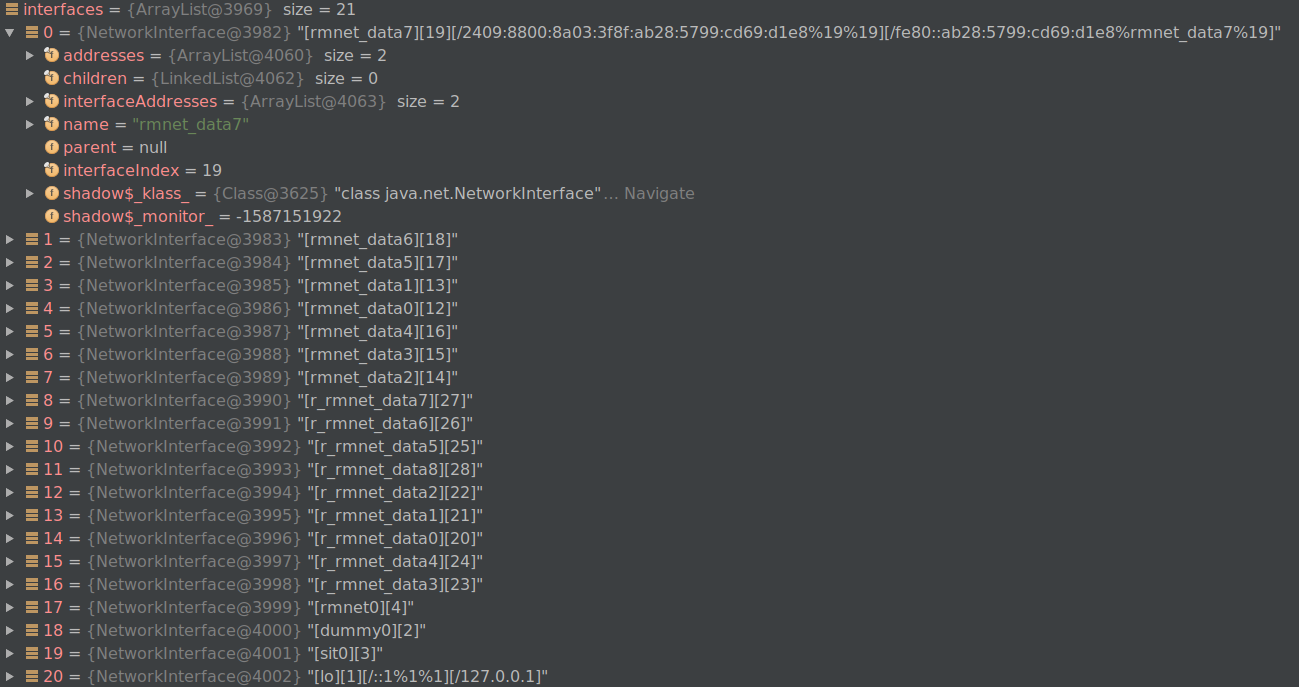 interfaces = {ArrayList@3969} size = 21
0 = {NetworkInterface@3982} "[rmnet_data7][19][/2409:8800:8a03:3f8f:ab28:5799:cd69:d1e8%19%19][/fe80::ab28:5799:cd69:d1e8%rmnet_data7%19]"
addresses = {ArrayList@4060} size = 2
children = {LinkedList@4062} size = 0
interfaceAddresses = {ArrayList@4063} size = 2
name = "rmnet_data7"
parent = null
interfaceIndex = 19
shadow$_klass_ = {Class@3625} "class java.net.NetworkInterface"... Navigate
shadow$_monitor_ = -1587151922
1 = {NetworkInterface@3983} "[rmnet_data6][18]"
2 = {NetworkInterface@3984} "[rmnet_data5][17]"
3 = {NetworkInterface@3985} "[rmnet_data1][13]"
4 = {NetworkInterface@3986} "[rmnet_data0][12]"
5 = {NetworkInterface@3987} "[rmnet_data4][16]"
6 = {NetworkInterface@3988} "[rmnet_data3][15]"
7 = {NetworkInterface@3989} "[rmnet_data2][14]"
8 = {NetworkInterface@3990} "[r_rmnet_data7][27]"
9 = {NetworkInterface@3991} "[r_rmnet_data6][26]"
10 = {NetworkInterface@3992} "[r_rmnet_data5][25]"
11 = {NetworkInterface@3993} "[r_rmnet_data8][28]"
12 = {NetworkInterface@3994} "[r_rmnet_data2][22]"
13 = {NetworkInterface@3995} "[r_rmnet_data1][21]"
14 = {NetworkInterface@3996} "[r_rmnet_data0][20]"
15 = {NetworkInterface@3997} "[r_rmnet_data4][24]"
16 = {NetworkInterface@3998} "[r_rmnet_data3][23]"
17 = {NetworkInterface@3999} "[rmnet0][4]"
18 = {NetworkInterface@4000} "[dummy0][2]"
19 = {NetworkInterface@4001} "[sit0][3]"
20 = {NetworkInterface@4002} "[lo][1][/::1%1%1][/127.0.0.1]"